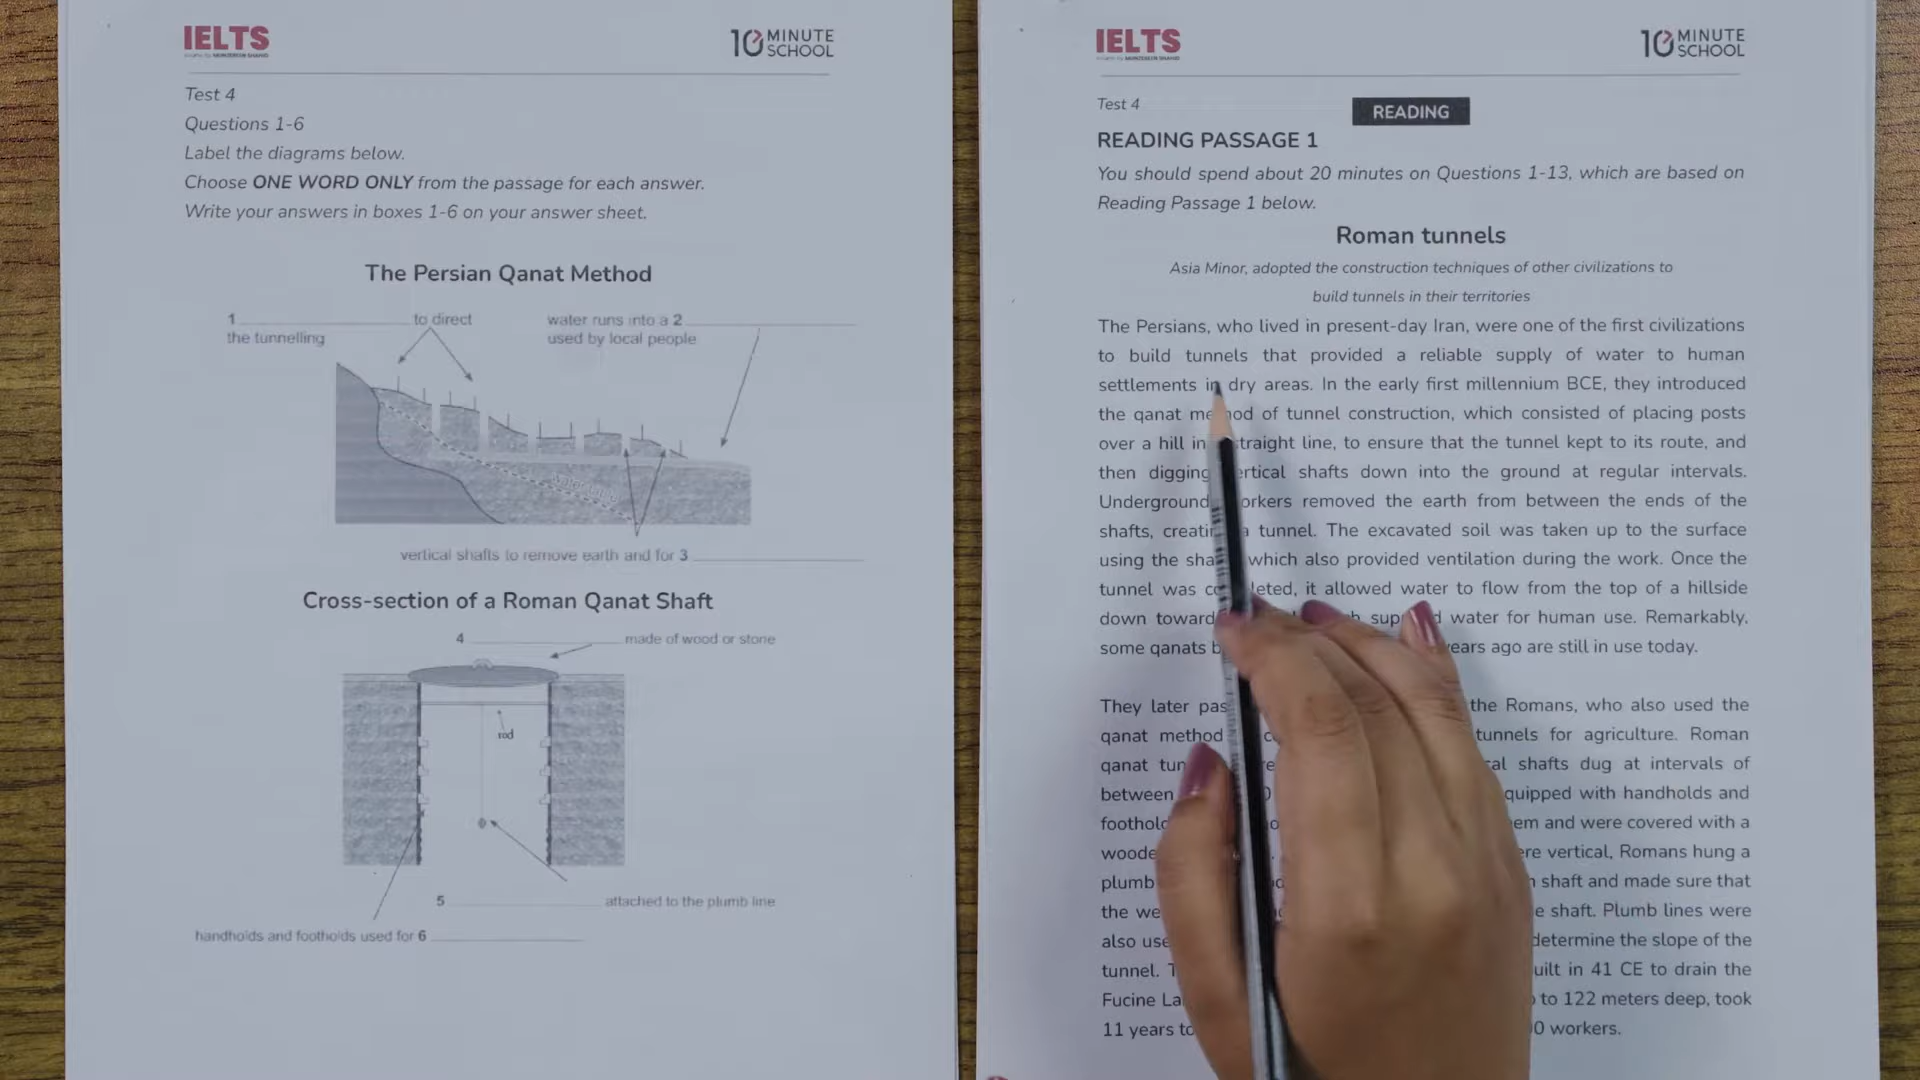 IELTS
10 MINUTE SCHOOL
Test 4
Questions 1-6
Label the diagrams below.
Choose ONE WORD ONLY from the passage for each answer.
Write your answers in boxes 1-6 on your answer sheet.
The Persian Qanat Method
1 ____ to direct
the tunnelling
water runs into a 2 ____
used by local people
vertical shafts to remove earth and for 3 ____
Cross-section of a Roman Qanat Shaft
4 ____ made of wood or stone
rod
5 ____ attached to the plumb line
handholds and footholds used for 6 ____
IELTS
10 MINUTE SCHOOL
Test 4
READING
READING PASSAGE 1
You should spend about 20 minutes on Questions 1-13, which are based on
Reading Passage 1 below.
Roman tunnels
Asia Minor, adopted the construction techniques of other civilizations to
build tunnels in their territories
The Persians, who lived in present-day Iran, were one of the first civilizations
to build tunnels that provided a reliable supply of water to human
settlements in dry areas. In the early first millennium BCE, they introduced
the qanat method of tunnel construction, which consisted of placing posts
over a hill in straight line, to ensure that the tunnel kept to its route, and
then digging vertical shafts down into the ground at regular intervals.
Underground workers removed the earth from between the ends of the
shafts, creating a tunnel. The excavated soil was taken up to the surface
using the which also provided ventilation during the work. Once the
tunnel was it allowed water to flow from the top of a hillside
down water for human use. Remarkably,
some qanats years ago are still in use today.
They later the Romans, who also used the
qanat method tunnels for agriculture. Roman
qanat shafts dug at intervals of
between equipped with handholds and
and were covered with a
vertical, Romans hung a
plumb shaft and made sure that
the shaft. Plumb lines were
also determine the slope of the
tunnel. built in 41 CE to drain the
Fucine to 122 meters deep, took
11 years workers.